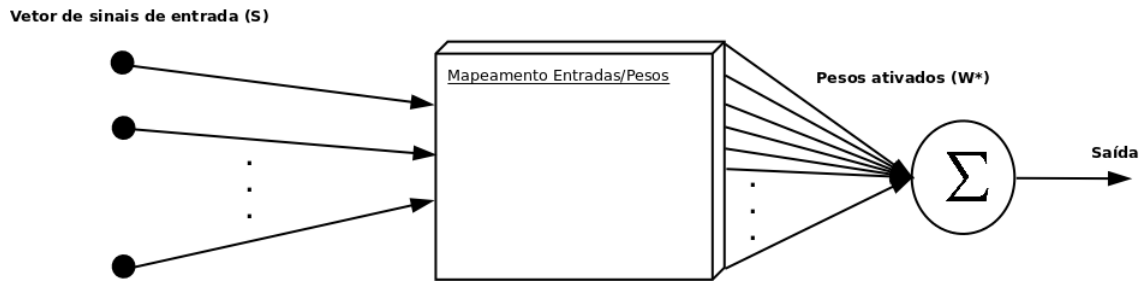 Vetor de sinais de entrada (S)
Mapeamento Entradas/Pesos
Pesos ativados (W*)
Σ
Saída